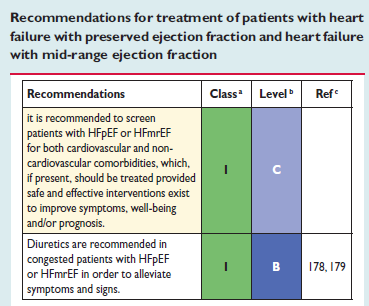 Recommendations for treatment of patients with heart
failure with preserved ejection fraction and heart failure
with mid-range ejection fraction
Recommendations Class a Level b Ref c
it is recommended to screen
patients with HFpEF or HFmrEF
for both cardiovascular and non-
cardiovascular comorbidities, which,
if present, should be treated provided
safe and effective interventions exist
to improve symptoms, well-being
and/or prognosis.
I C
Diuretics are recommended in
congested patients with HFpEF
or HFmrEF in order to alleviate
symptoms and signs.
I B 178, 179